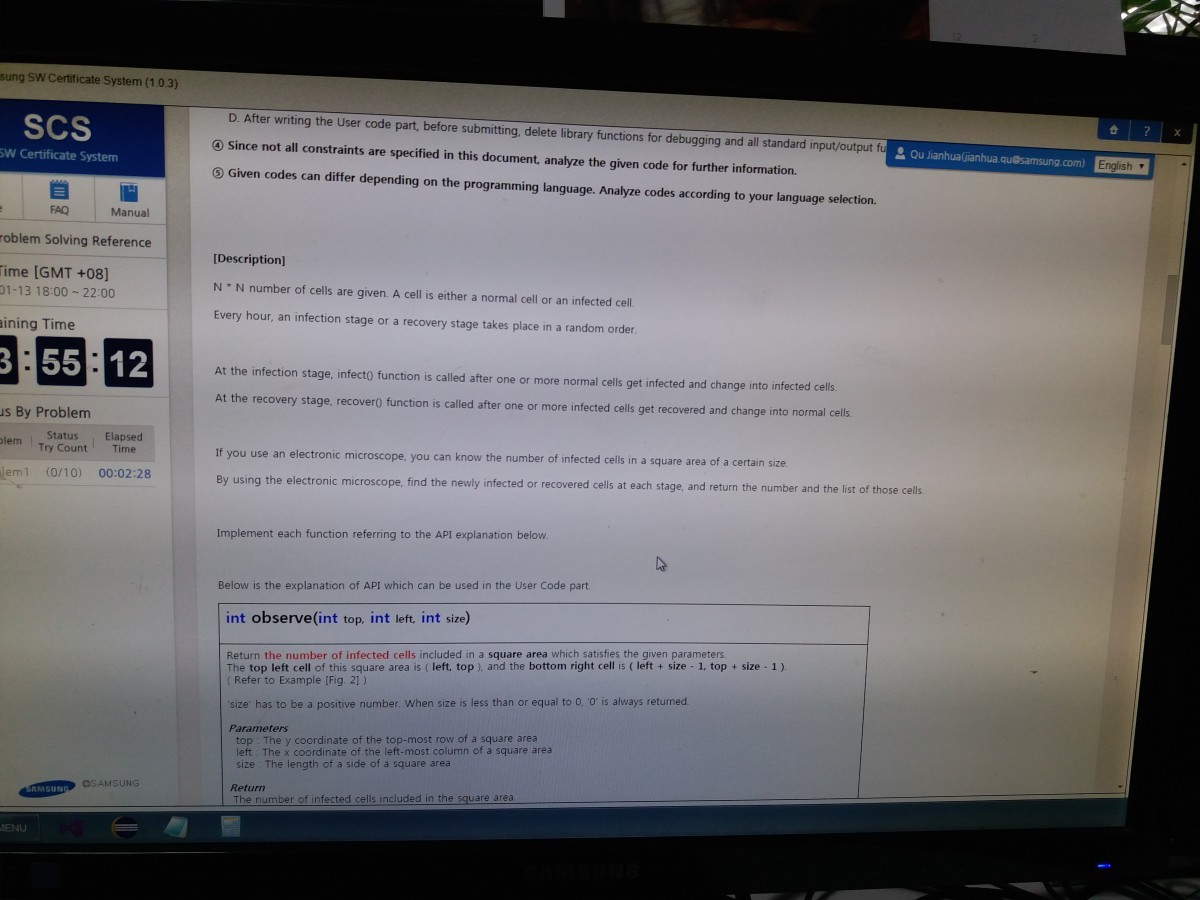 sung SW Certificate System (1.0.3)
SCS
SW Certificate System
FAQ
Manual
roblem Solving Reference
Time [GMT +08]
01-13 18:00 ~ 22:00
aining Time
3:55:12
us By Problem
blem Status Try Count Elapsed Time
lem1 (0/10) 00:02:28
SAMSUNG
©SAMSUNG
MENU
Qu Jianhua(jianhua.qu@samsung.com)
English
? X
D. After writing the User code part, before submitting, delete library functions for debugging and all standard input/output fu
④ Since not all constraints are specified in this document, analyze the given code for further information.
⑤ Given codes can differ depending on the programming language. Analyze codes according to your language selection.
[Description]
N * N number of cells are given. A cell is either a normal cell or an infected cell.
Every hour, an infection stage or a recovery stage takes place in a random order.
At the infection stage, infect() function is called after one or more normal cells get infected and change into infected cells.
At the recovery stage, recover() function is called after one or more infected cells get recovered and change into normal cells.
If you use an electronic microscope, you can know the number of infected cells in a square area of a certain size.
By using the electronic microscope, find the newly infected or recovered cells at each stage, and return the number and the list of those cells.
Implement each function referring to the API explanation below.
Below is the explanation of API which can be used in the User Code part.
int observe(int top, int left, int size)
Return the number of infected cells included in a square area which satisfies the given parameters.
The top left cell of this square area is ( left, top ), and the bottom right cell is ( left + size - 1, top + size - 1 ).
( Refer to Example [Fig. 2] )
'size' has to be a positive number. When size is less than or equal to 0, '0' is always returned.
Parameters
top : The y coordinate of the top-most row of a square area
left : The x coordinate of the left-most column of a square area
size : The length of a side of a square area
Return
The number of infected cells included in the square area
SAMSUNG